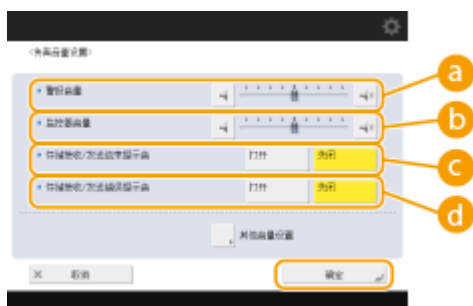 <传真音量设置>
警报音量
a
监控器音量
b
存储接收/发送结束提示音 打开 关闭
c
存储接收/发送错误提示音 打开 关闭
d
其他音量设置
× 取消 确定